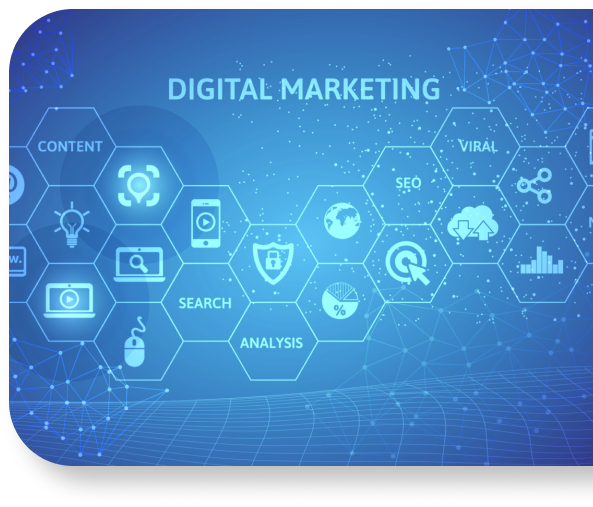 DIGITAL MARKETING
CONTENT
VIRAL
SEO
W.
SEARCH
ANALYSIS
%